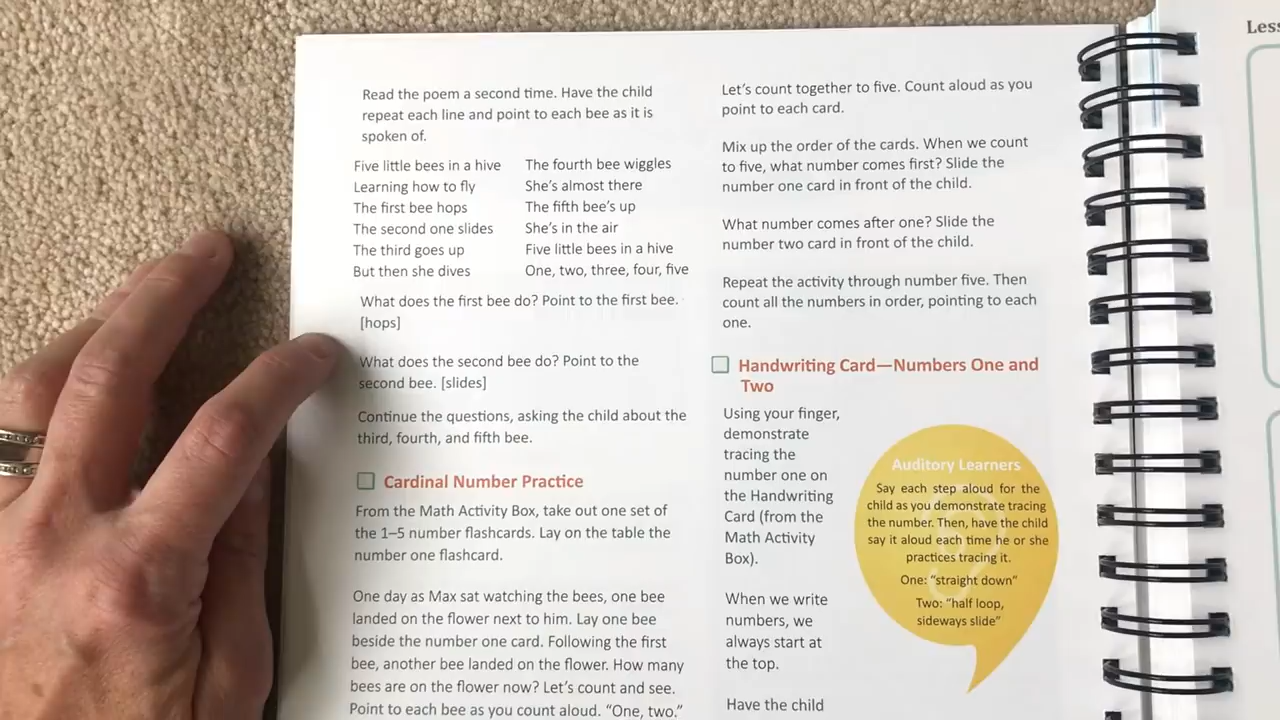 Read the poem a second time. Have the child
repeat each line and point to each bee as it is
spoken of.
Five little bees in a hive
Learning how to fly
The first bee hops
The second one slides
The third goes up
But then she dives
The fourth bee wiggles
She's almost there
The fifth bee's up
She's in the air
Five little bees in a hive
One, two, three, four, five
What does the first bee do? Point to the first bee.
[hops]
What does the second bee do? Point to the
second bee. [slides]
Continue the questions, asking the child about the
third, fourth, and fifth bee.
Cardinal Number Practice
From the Math Activity Box, take out one set of
the 1–5 number flashcards. Lay on the table the
number one flashcard.
One day as Max sat watching the bees, one bee
landed on the flower next to him. Lay one bee
beside the number one card. Following the first
bee, another bee landed on the flower. How many
bees are on the flower now? Let's count and see.
Point to each bee as you count aloud. "One, two."
Let's count together to five. Count aloud as you
point to each card.
Mix up the order of the cards. When we count
to five, what number comes first? Slide the
number one card in front of the child.
What number comes after one? Slide the
number two card in front of the child.
Repeat the activity through number five. Then
count all the numbers in order, pointing to each
one.
Handwriting Card—Numbers One and
Two
Using your finger,
demonstrate
tracing the
number one on
the Handwriting
Card (from the
Math Activity
Box).
When we write
numbers, we
always start at
the top.
Have the child
Auditory Learners
Say each step aloud for the
child as you demonstrate tracing
the number. Then, have the child
say it aloud each time he or she
practices tracing it.
One: "straight down"
Two: "half loop,
sideways slide"